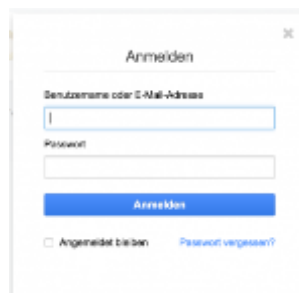 Anmelden
Benutzername oder E-Mail-Adresse
Passwort
Anmelden
Angemeldet bleiben Passwort vergessen?